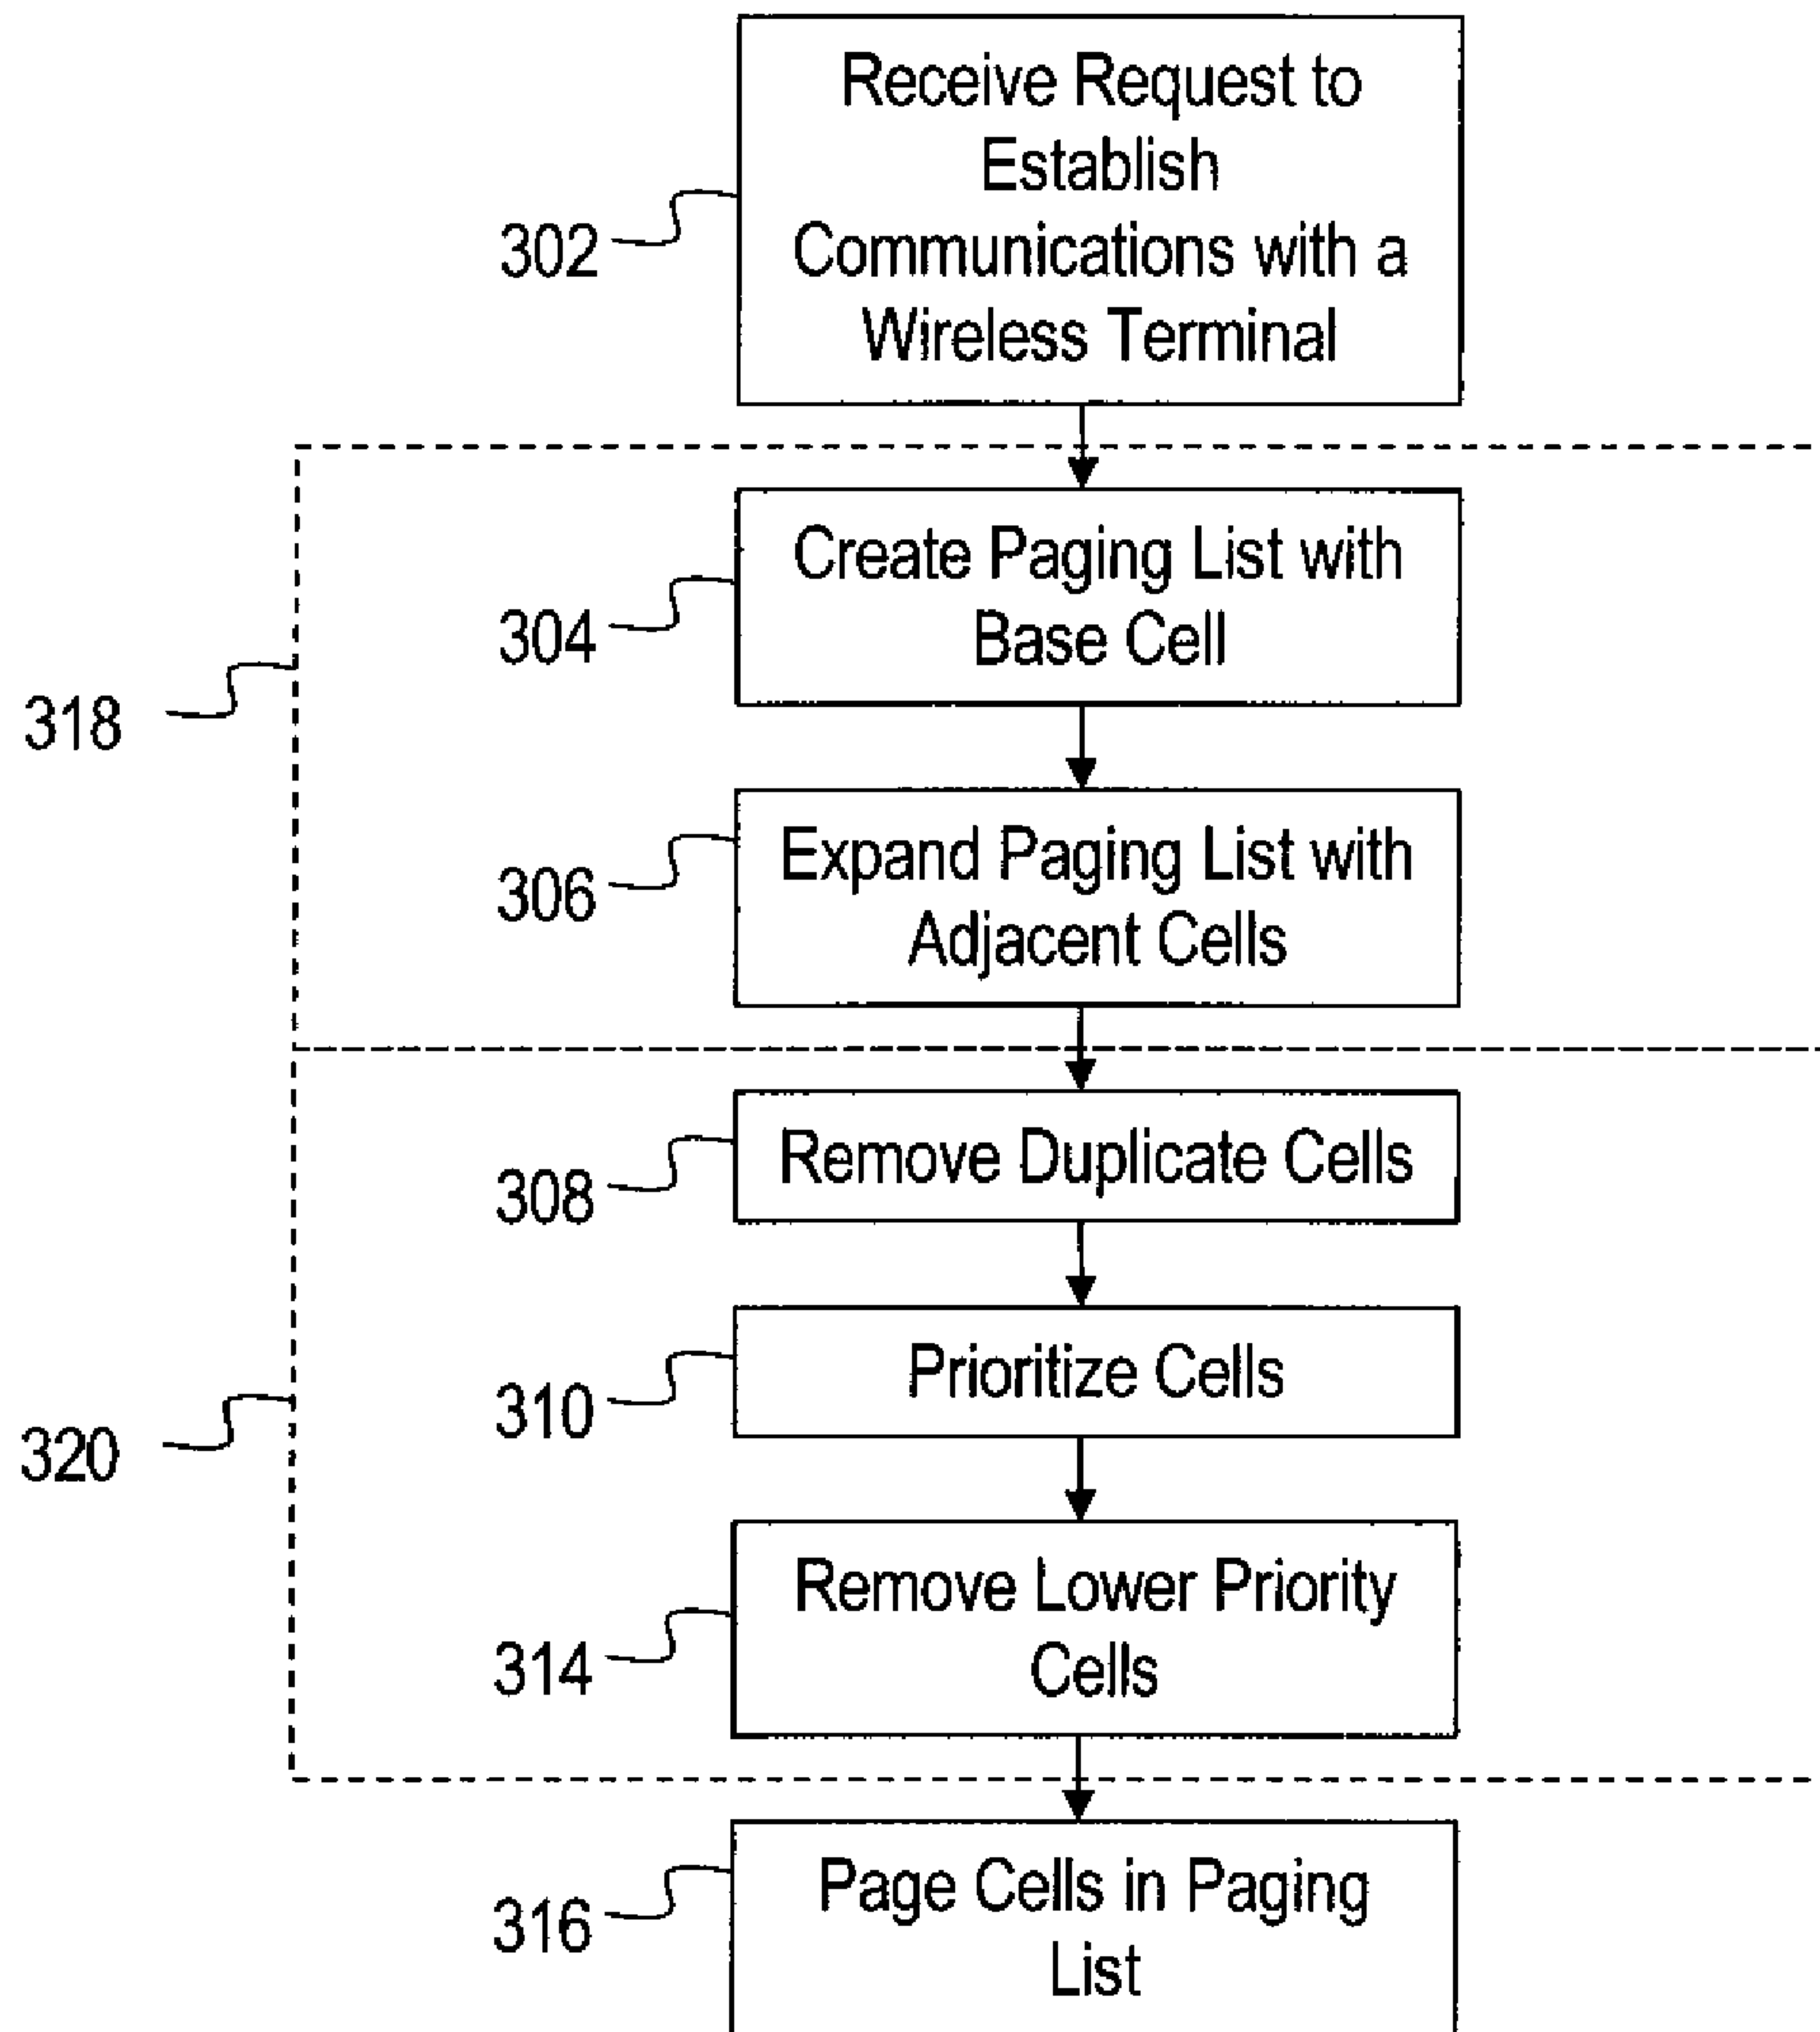 Receive Request to
Establish
Communications with a
Wireless Terminal
302
Create Paging List with
Base Cell
304
318
Expand Paging List with
Adjacent Cells
306
Remove Duplicate Cells
308
Prioritize Cells
310
320
Remove Lower Priority
Cells
314
Page Cells in Paging
List
316